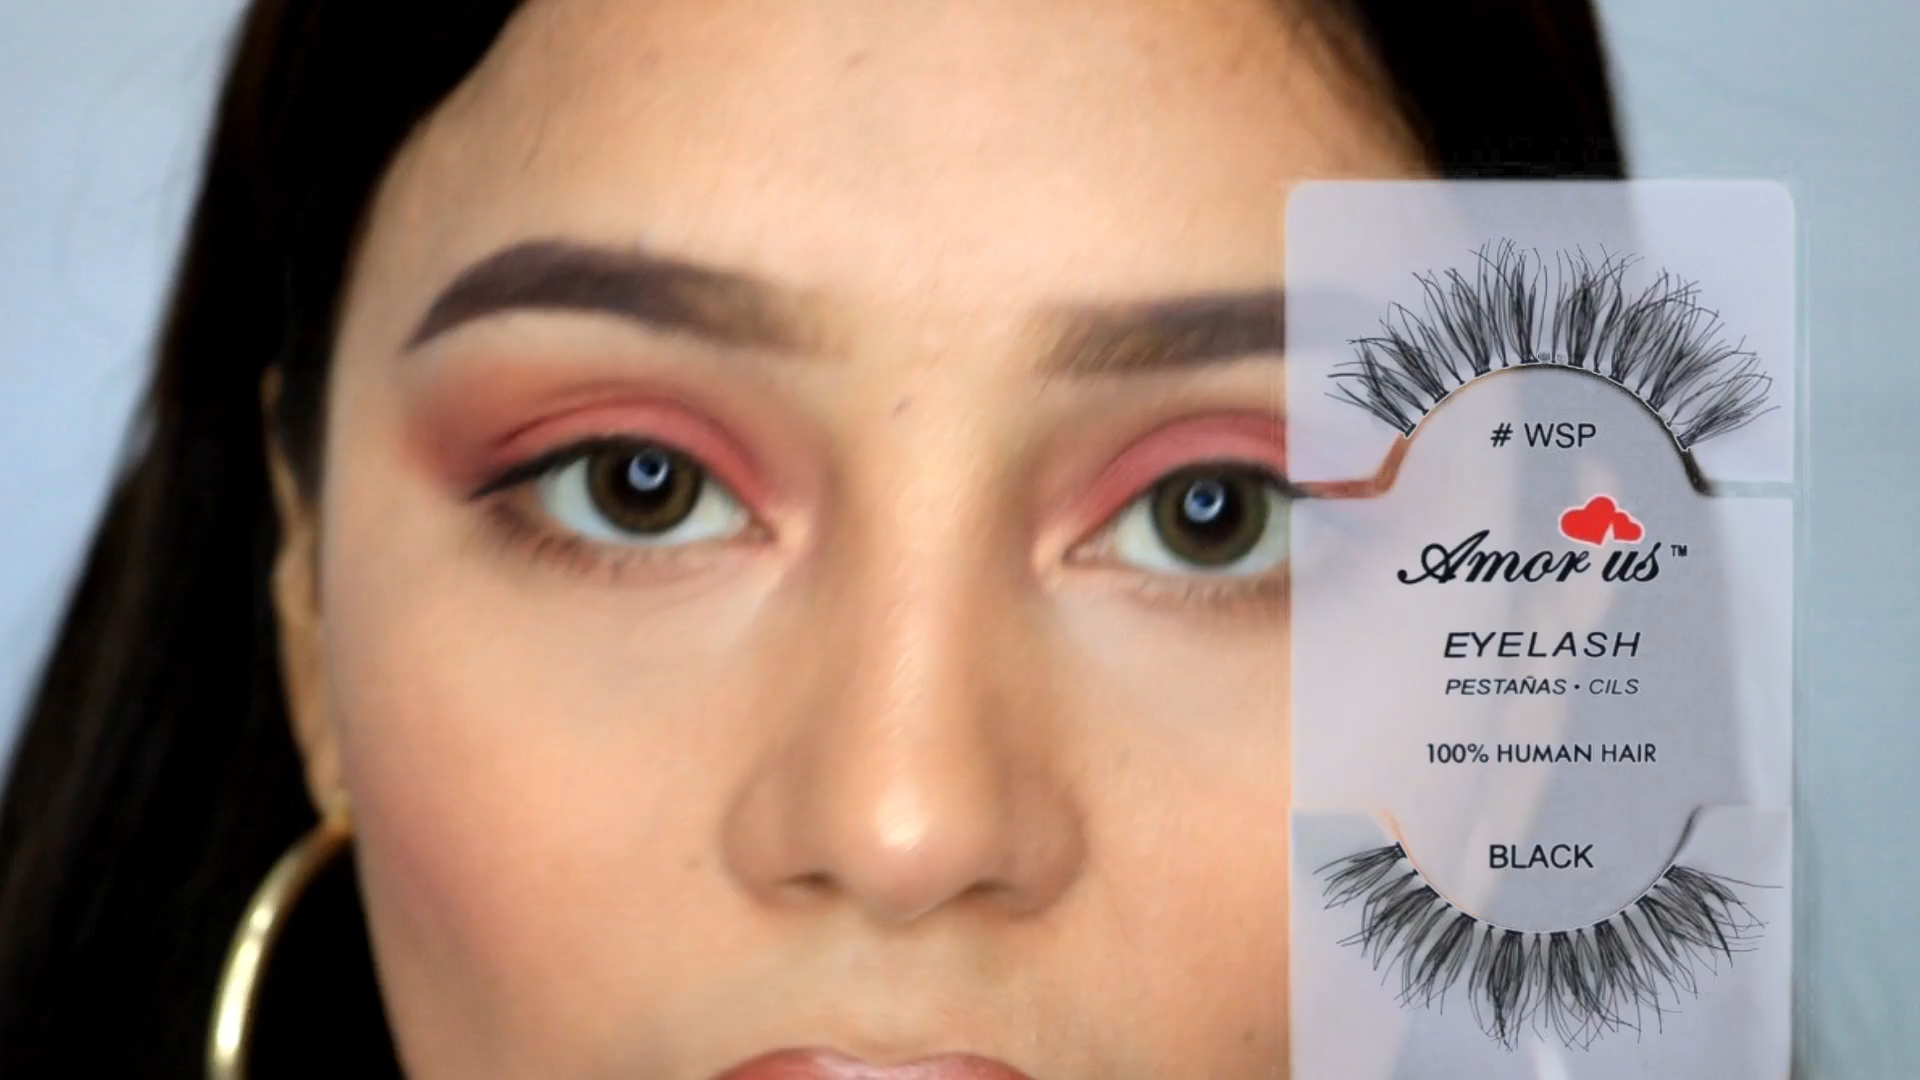 # WSP
Amor us™
EYELASH
PESTAÑAS • CILS
100% HUMAN HAIR
BLACK